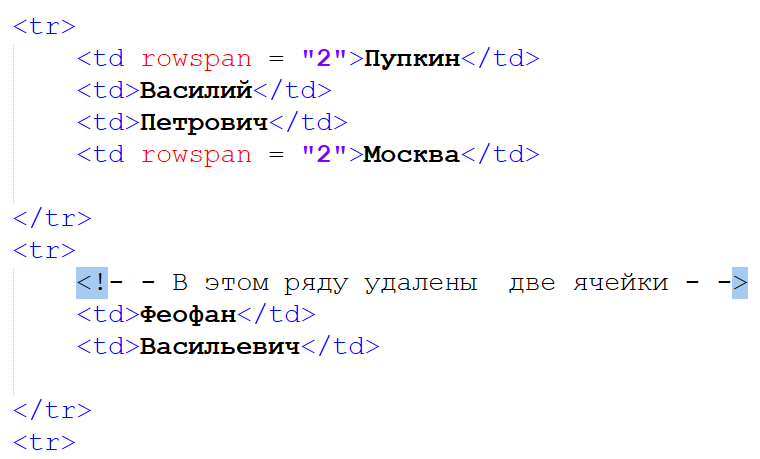 <tr>
<td rowspan = "2">Пупкин</td>
<td>Василий</td>
<td>Петрович</td>
<td rowspan = "2">Москва</td>
</tr>
<tr>
<!- - В этом ряду удалены  две ячейки - ->
<td>Феофан</td>
<td>Васильевич</td>
</tr>
<tr>